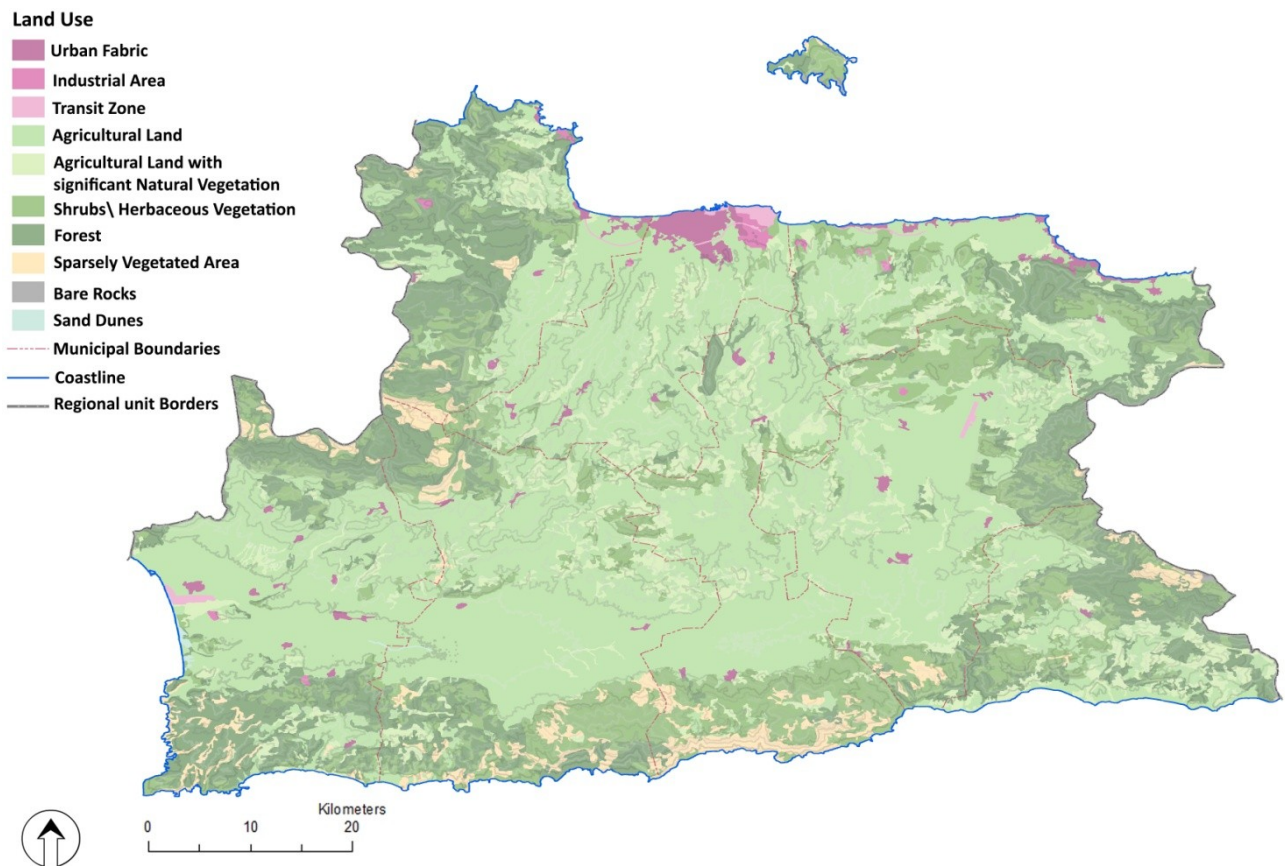 Land Use
Urban Fabric
Industrial Area
Transit Zone
Agricultural Land
Agricultural Land with
significant Natural Vegetation
Shrubs\ Herbaceous Vegetation
Forest
Sparsely Vegetated Area
Bare Rocks
Sand Dunes
Municipal Boundaries
Coastline
Regional unit Borders
Kilometers
0 10 20